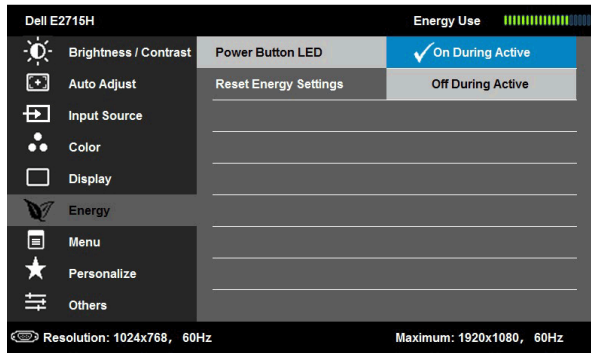 Dell E2715H Energy Use
Brightness / Contrast Power Button LED On During Active
Auto Adjust Reset Energy Settings Off During Active
Input Source
Color
Display
Energy
Menu
Personalize
Others
Resolution: 1024x768, 60Hz Maximum: 1920x1080, 60Hz